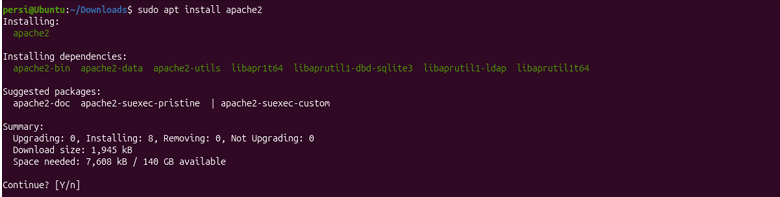 persi@Ubuntu:~/Downloads$ sudo apt install apache2
Installing:
apache2
Installing dependencies:
apache2-bin apache2-data apache2-utils libapr1t64 libaprutil1-dbd-sqlite3 libaprutil1-ldap libaprutil1t64
Suggested packages:
apache2-doc apache2-suexec-pristine | apache2-suexec-custom
Summary:
Upgrading: 0, Installing: 8, Removing: 0, Not Upgrading: 0
Download size: 1,945 kB
Space needed: 7,608 kB / 140 GB available
Continue? [Y/n]